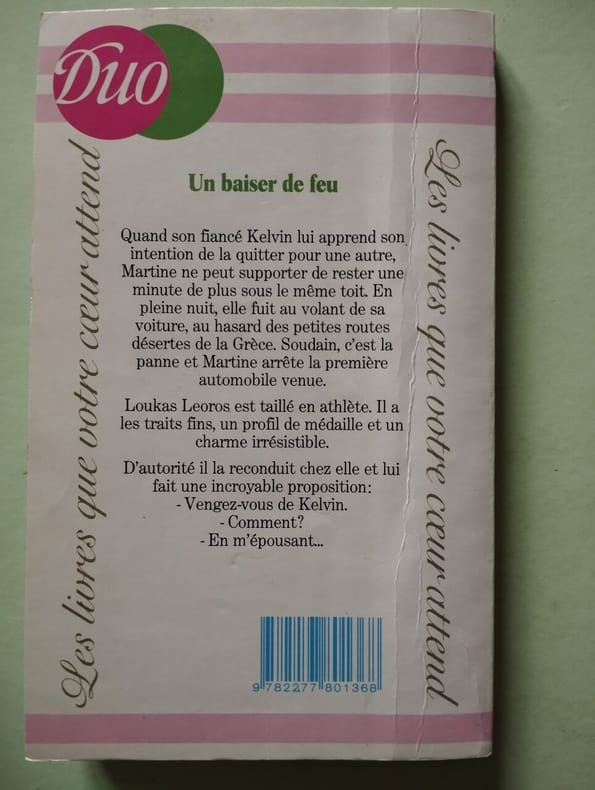 Duo
Les livres que votre cœur attend
Un baiser de feu
Quand son fiancé Kelvin lui apprend son
intention de la quitter pour une autre,
Martine ne peut supporter de rester une
minute de plus sous le même toit. En
pleine nuit, elle fuit au volant de sa
voiture, au hasard des petites routes
désertes de la Grèce. Soudain, c'est la
panne et Martine arrête la première
automobile venue.
Loukas Leoros est taillé en athlète. Il a
les traits fins, un profil de médaille et un
charme irrésistible.
D'autorité il la reconduit chez elle et lui
fait une incroyable proposition:
- Vengez-vous de Kelvin.
- Comment?
- En m'épousant...
Les livres que votre cœur attend
9 782277 801368